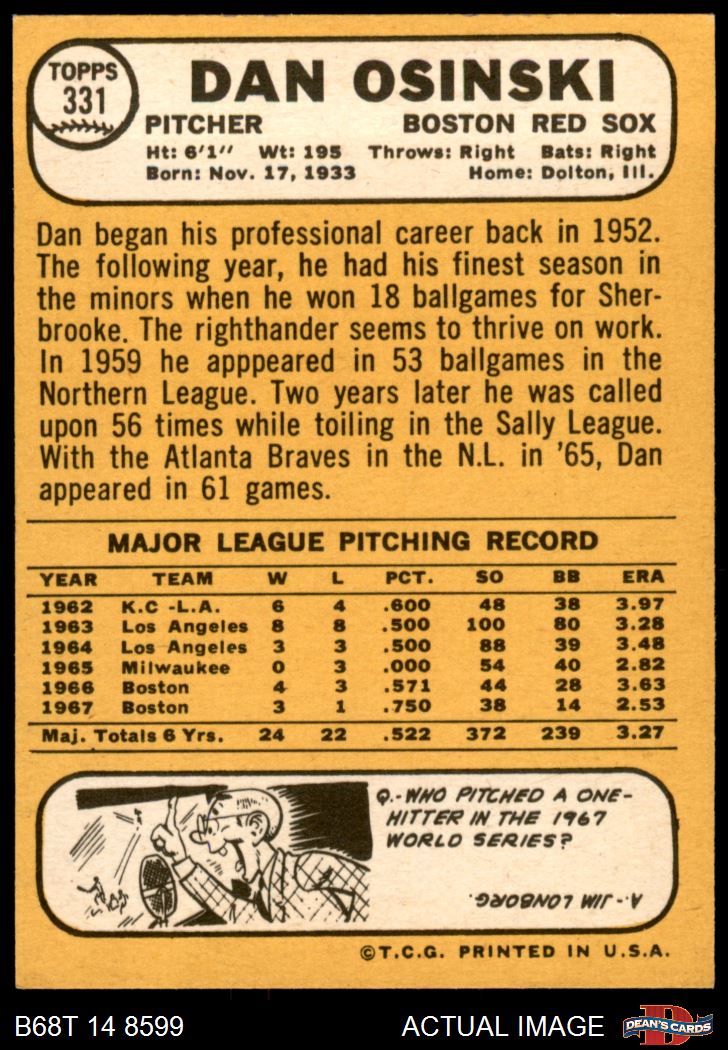 TOPPS
331
DAN OSINSKI
PITCHER BOSTON RED SOX
Ht: 6'1" Wt: 195 Throws: Right Bats: Right
Born: Nov. 17, 1933 Home: Dolton, Ill.
Dan began his professional career back in 1952.
The following year, he had his finest season in
the minors when he won 18 ballgames for Sher-
brooke. The righthander seems to thrive on work.
In 1959 he apppeared in 53 ballgames in the
Northern League. Two years later he was called
upon 56 times while toiling in the Sally League.
With the Atlanta Braves in the N.L. in '65, Dan
appeared in 61 games.
MAJOR LEAGUE PITCHING RECORD
YEAR TEAM W L PCT. SO BB ERA
1962 K.C -L.A. 6 4 .600 48 38 3.97
1963 Los Angeles 8 8 .500 100 80 3.28
1964 Los Angeles 3 3 .500 88 39 3.48
1965 Milwaukee 0 3 .000 54 40 2.82
1966 Boston 4 3 .571 44 28 3.63
1967 Boston 3 1 .750 38 14 2.53
Maj. Totals 6 Yrs. 24 22 .522 372 239 3.27
Q.-WHO PITCHED A ONE-
HITTER IN THE 1967
WORLD SERIES?
A.-JIM LONBORG.
©T.C.G. PRINTED IN U.S.A.
B68T 14 8599 ACTUAL IMAGE D DEAN'S CARDS